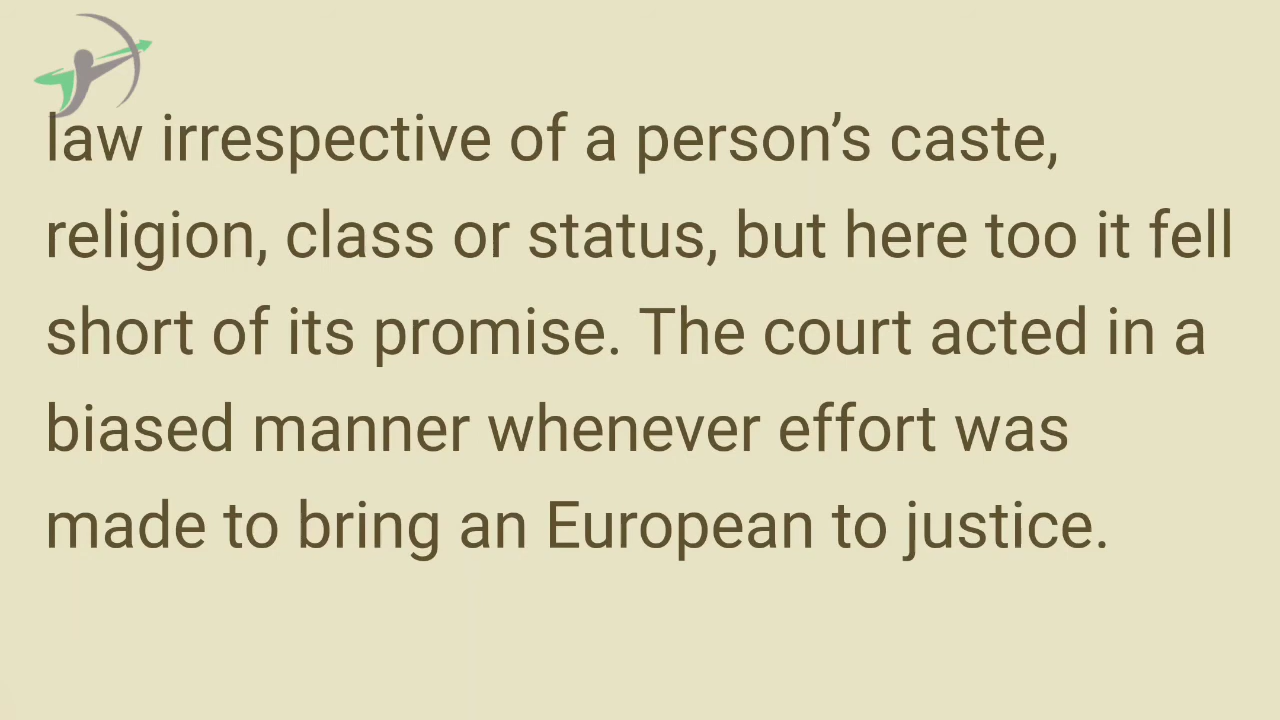 law irrespective of a person’s caste,
religion, class or status, but here too it fell
short of its promise. The court acted in a
biased manner whenever effort was
made to bring an European to justice.